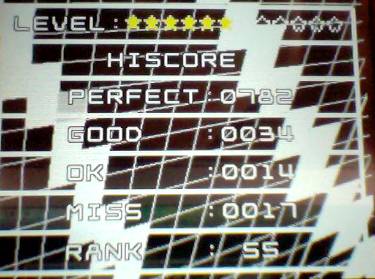 LEVEL:★★★★★★ ☆☆☆☆☆
HISCORE
PERFECT:0782
GOOD :0034
OK :0014
MISS :0017
RANK : SS